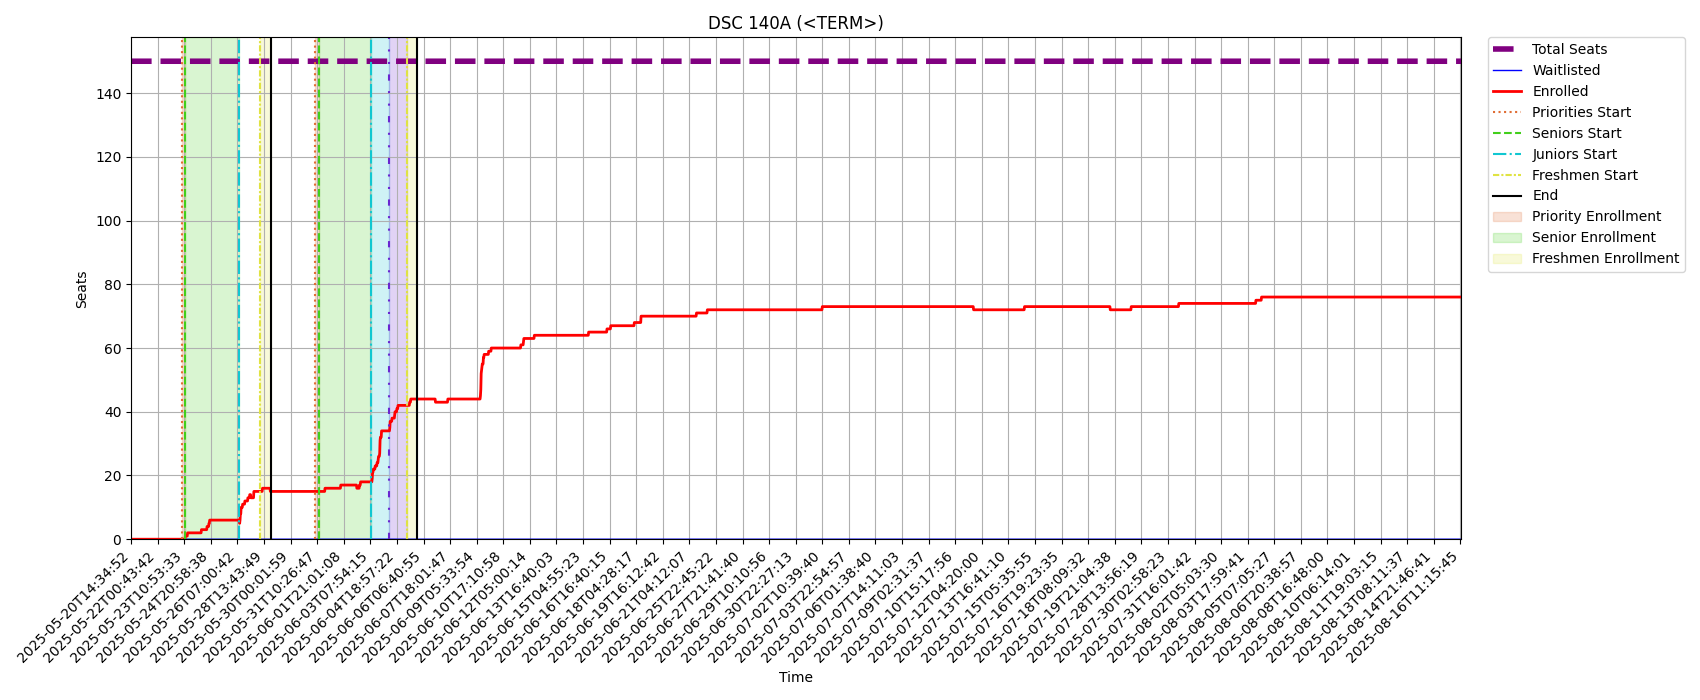 DSC 140A (<TERM>)
Total Seats
Waitlisted
Enrolled
Priorities Start
Seniors Start
Juniors Start
Freshmen Start
End
Priority Enrollment
Senior Enrollment
Freshmen Enrollment
Seats
140
120
100
80
60
40
20
0
2025-05-20T14:34:52
2025-05-22T00:43:42
2025-05-23T10:53:33
2025-05-24T20:58:38
2025-05-26T07:00:42
2025-05-28T13:43:49
2025-05-30T00:01:59
2025-05-31T10:26:47
2025-06-01T21:01:08
2025-06-03T07:54:15
2025-06-04T18:57:22
2025-06-06T06:40:55
2025-06-07T18:01:47
2025-06-09T05:33:54
2025-06-10T17:10:58
2025-06-12T05:00:14
2025-06-13T16:40:03
2025-06-15T04:55:23
2025-06-16T16:40:15
2025-06-18T04:28:17
2025-06-19T16:12:42
2025-06-21T04:12:07
2025-06-25T22:45:22
2025-06-27T21:41:40
2025-06-29T10:10:56
2025-06-30T22:27:13
2025-07-02T10:39:40
2025-07-03T22:54:57
2025-07-06T01:38:40
2025-07-07T14:11:03
2025-07-09T02:31:37
2025-07-10T15:17:56
2025-07-12T04:20:00
2025-07-13T16:41:10
2025-07-15T05:35:55
2025-07-16T19:23:35
2025-07-18T08:09:32
2025-07-19T21:04:38
2025-07-28T13:56:19
2025-07-30T02:58:23
2025-07-31T16:01:42
2025-08-02T05:03:30
2025-08-03T17:59:41
2025-08-05T07:05:27
2025-08-06T20:38:57
2025-08-08T16:48:00
2025-08-10T06:14:01
2025-08-11T19:03:15
2025-08-13T08:11:37
2025-08-14T21:46:41
2025-08-16T11:15:45
Time